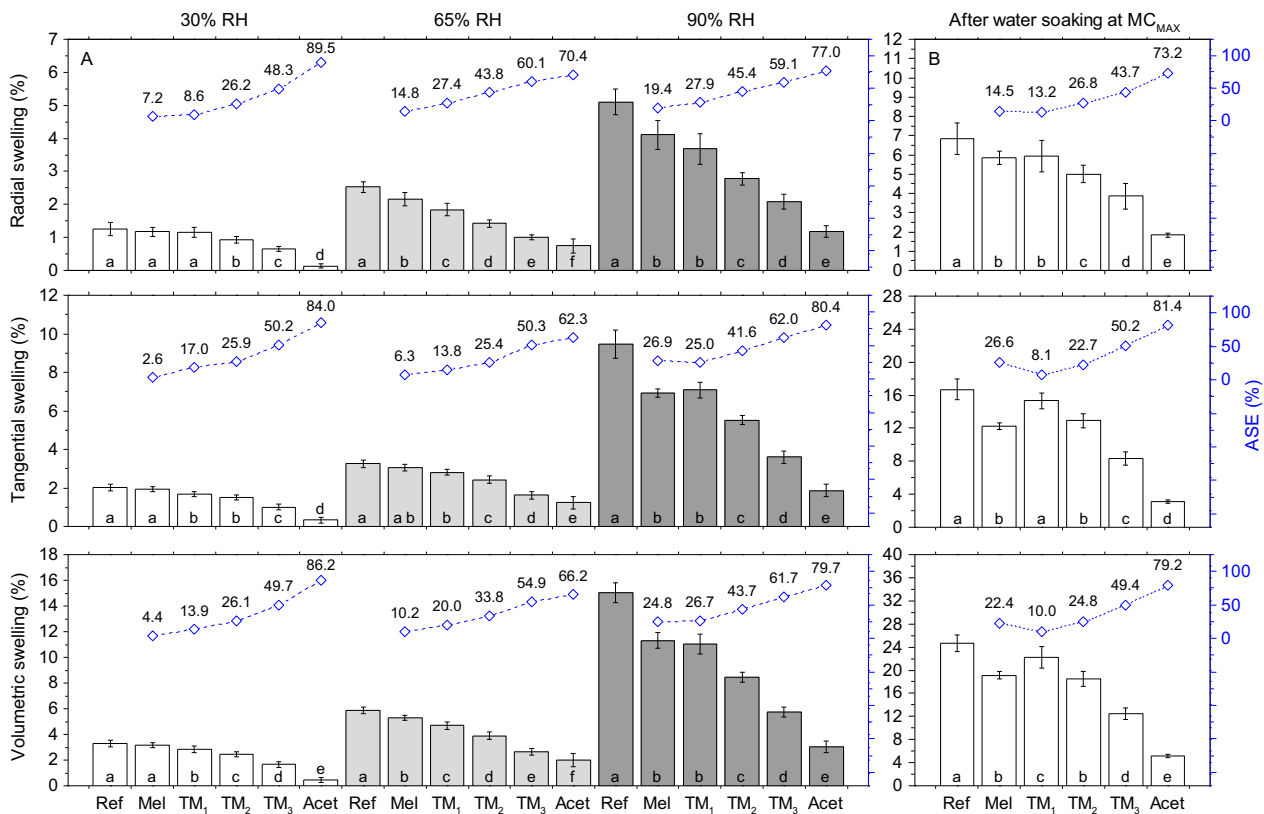 30% RH 65% RH 90% RH After water soaking at MC_MAX
A
B
Radial swelling (%)
7
6
5
4
3
2
1
0
7.2 8.6 26.2 48.3 89.5
14.8 27.4 43.8 60.1 70.4
19.4 27.9 45.4 59.1 77.0
a a a b c d
a b c d e f
a b b c d e
12
11
10
9
8
7
6
5
4
3
2
1
0
14.5 13.2 26.8 43.7 73.2
a b b c d e
100
50
0
Tangential swelling (%)
12
10
8
6
4
2
0
2.6 17.0 25.9 50.2 84.0
6.3 13.8 25.4 50.3 62.3
26.9 25.0 41.6 62.0 80.4
a a b b c d
a ab b c d e
a b b c d e
28
24
20
16
12
8
4
0
26.6 8.1 22.7 50.2 81.4
a b a b c d
100
50
0
ASE (%)
Volumetric swelling (%)
18
16
14
12
10
8
6
4
2
0
4.4 13.9 26.1 49.7 86.2
10.2 20.0 33.8 54.9 66.2
24.8 26.7 43.7 61.7 79.7
a a b c d e
a b c d e f
a b b c d e
40
36
32
28
24
20
16
12
8
4
0
22.4 10.0 24.8 49.4 79.2
a b c b d e
100
50
0
Ref Mel TM₁ TM₂ TM₃ Acet Ref Mel TM₁ TM₂ TM₃ Acet Ref Mel TM₁ TM₂ TM₃ Acet Ref Mel TM₁ TM₂ TM₃ Acet